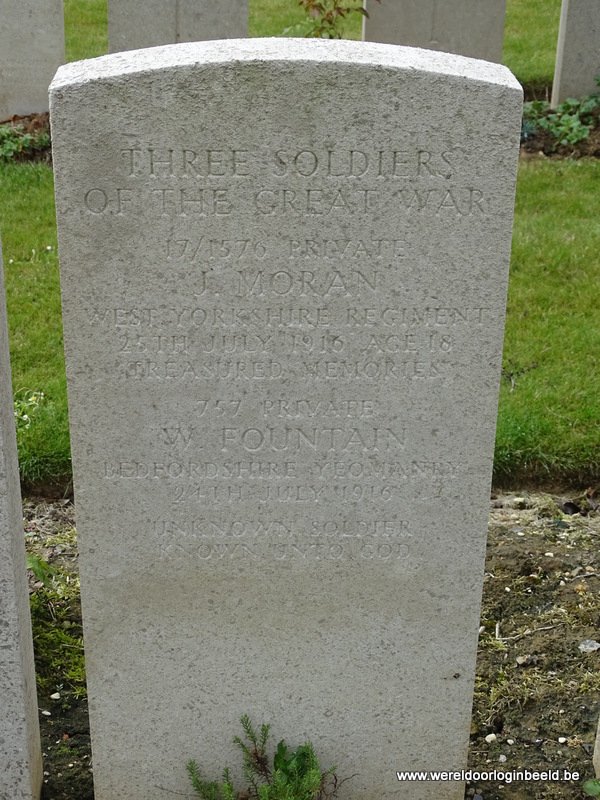 THREE SOLDIERS
OF THE GREAT WAR
17/1576 PRIVATE
J. MORAN
WEST YORKSHIRE REGIMENT
25TH JULY 1916 AGE 18
TREASURED MEMORIES
757 PRIVATE
W. FOUNTAIN
BEDFORDSHIRE YEOMANRY
24TH JULY 1916
UNKNOWN SOLDIER
KNOWN UNTO GOD
www.wereldoorloginbeeld.be